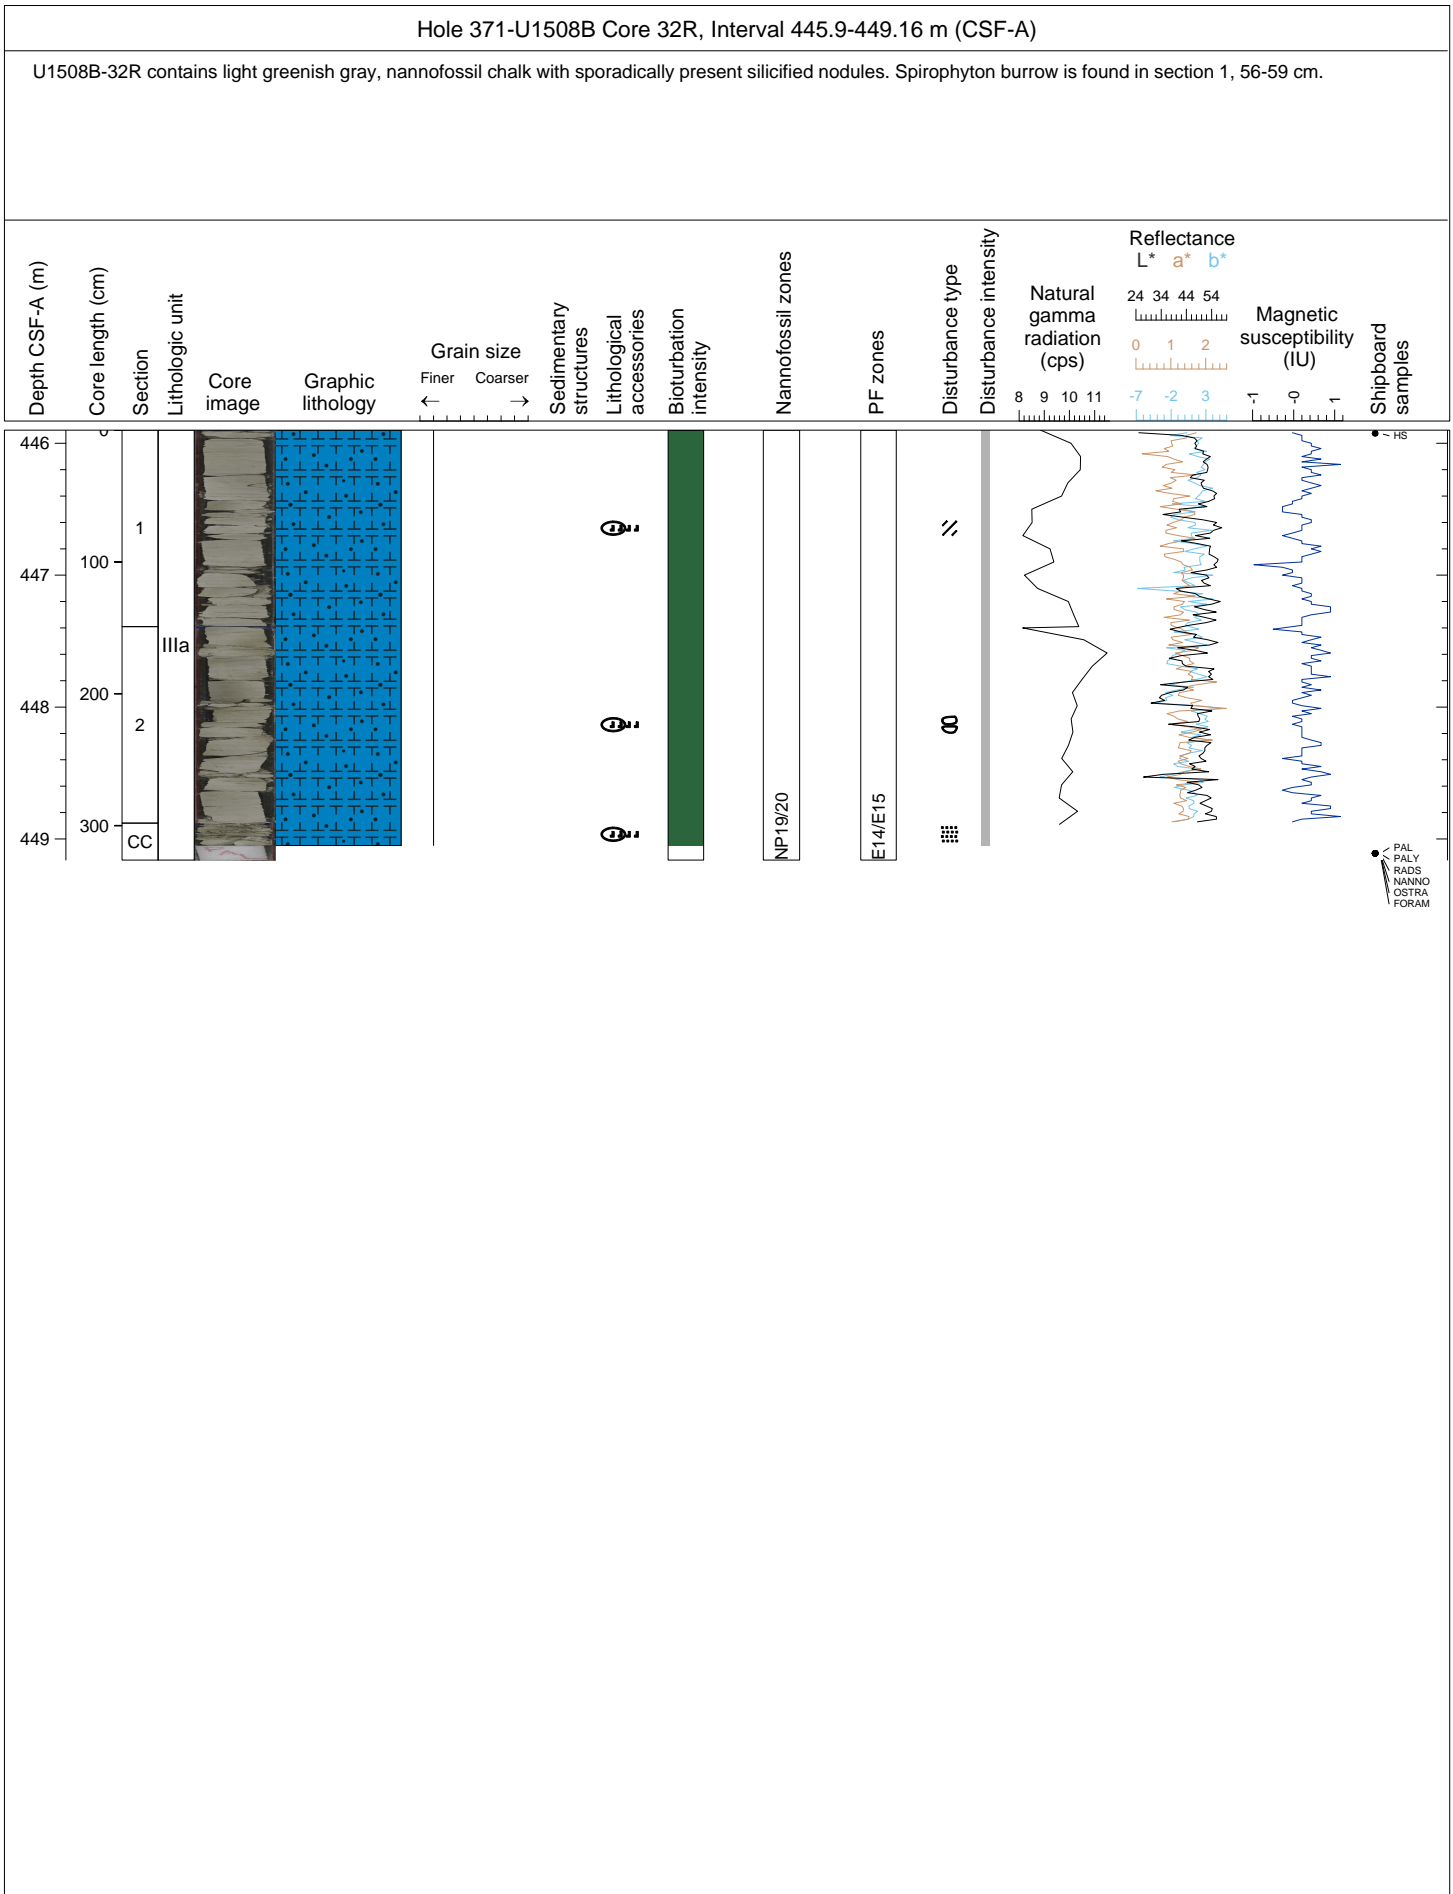 Hole 371-U1508B Core 32R, Interval 445.9-449.16 m (CSF-A)
U1508B-32R contains light greenish gray, nannofossil chalk with sporadically present silicified nodules. Spirophyton burrow is found in section 1, 56-59 cm.
Depth CSF-A (m)
Core length (cm)
Section
Lithologic unit
Core
image
Graphic
lithology
Grain size
Finer Coarser
← →
Sedimentary
structures
Lithological
accessories
Bioturbation
intensity
Nannofossil zones
PF zones
Disturbance type
Disturbance intensity
Natural
gamma
radiation
(cps)
8 9 10 11
Reflectance
L* a* b*
24 34 44 54
0 1 2
-7 -2 3
Magnetic
susceptibility
(IU)
-1 -0 1
Shipboard
samples
446
447
448
449
0
100
200
300
1
2
CC
IIIa
NP19/20
E14/E15
HS
PAL
PALY
RADS
NANNO
OSTRA
FORAM